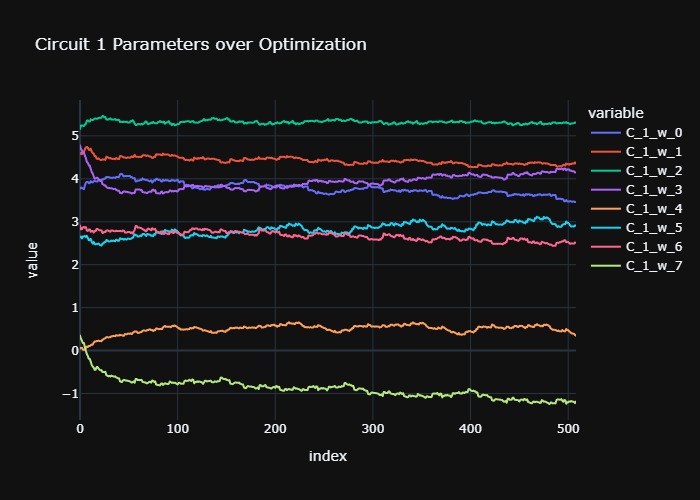 Circuit 1 Parameters over Optimization
variable
C_1_w_0
C_1_w_1
C_1_w_2
C_1_w_3
C_1_w_4
C_1_w_5
C_1_w_6
C_1_w_7
value
5
4
3
2
1
0
−1
0 100 200 300 400 500
index